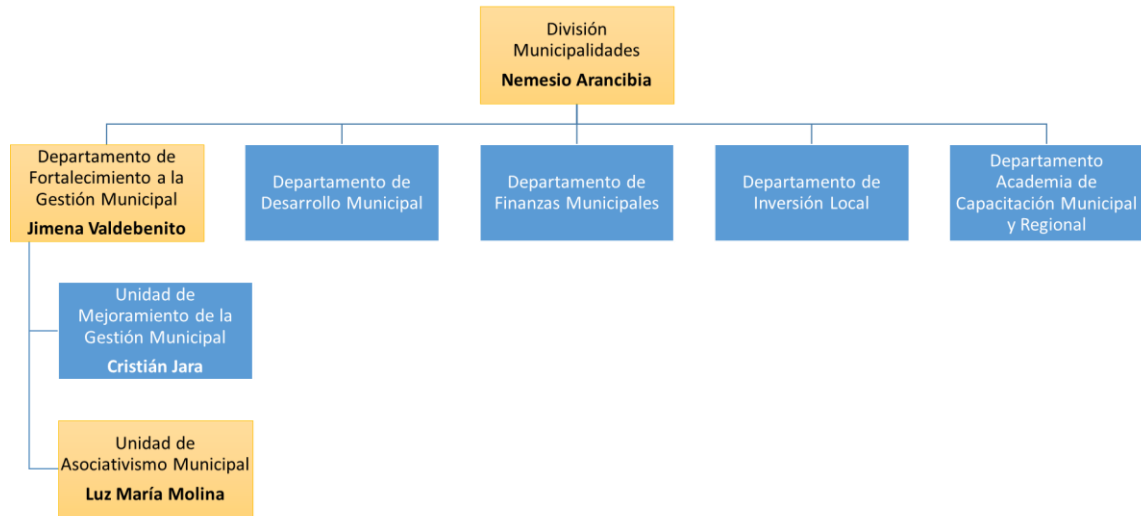 División
Municipalidades
Nemesio Arancibia
Departamento de
Fortalecimiento a la
Gestión Municipal
Jimena Valdebenito
Departamento de
Desarrollo Municipal
Departamento de
Finanzas Municipales
Departamento de
Inversión Local
Departamento
Academia de
Capacitación Municipal
y Regional
Unidad de
Mejoramiento de la
Gestión Municipal
Cristián Jara
Unidad de
Asociativismo Municipal
Luz María Molina